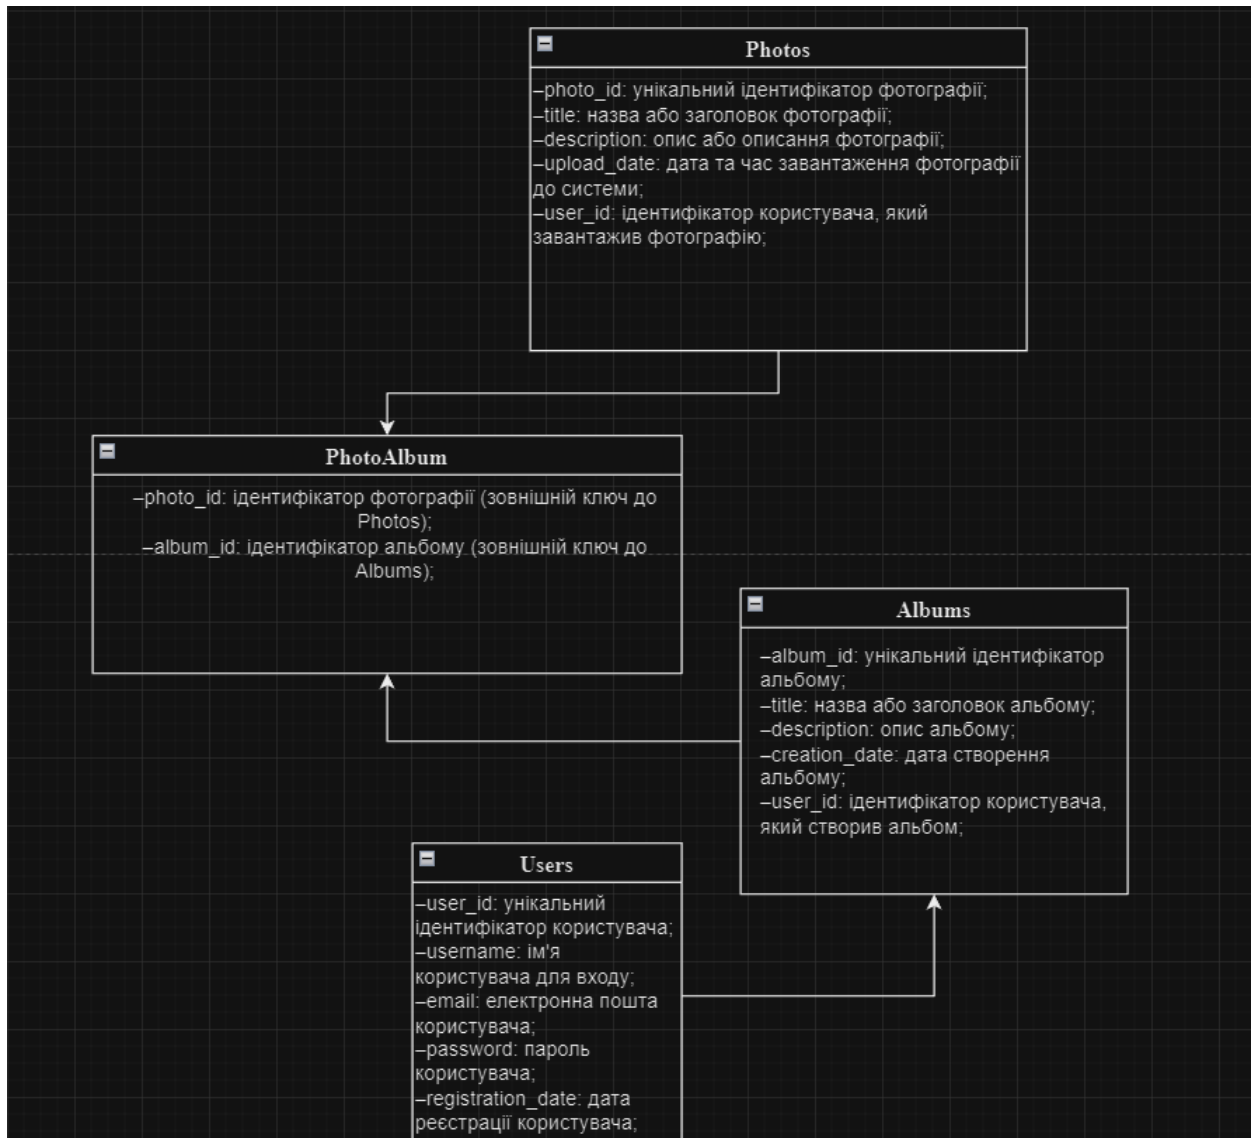 Photos
–photo_id: унікальний ідентифікатор фотографії;
–title: назва або заголовок фотографії;
–description: опис або описання фотографії;
–upload_date: дата та час завантаження фотографії
до системи;
–user_id: ідентифікатор користувача, який
завантажив фотографію;
PhotoAlbum
–photo_id: ідентифікатор фотографії (зовнішній ключ до
Photos);
–album_id: ідентифікатор альбому (зовнішній ключ до
Albums);
Albums
–album_id: унікальний ідентифікатор
альбому;
–title: назва або заголовок альбому;
–description: опис альбому;
–creation_date: дата створення
альбому;
–user_id: ідентифікатор користувача,
який створив альбом;
Users
–user_id: унікальний
ідентифікатор користувача;
–username: ім'я
користувача для входу;
–email: електронна пошта
користувача;
–password: пароль
користувача;
–registration_date: дата
реєстрації користувача;